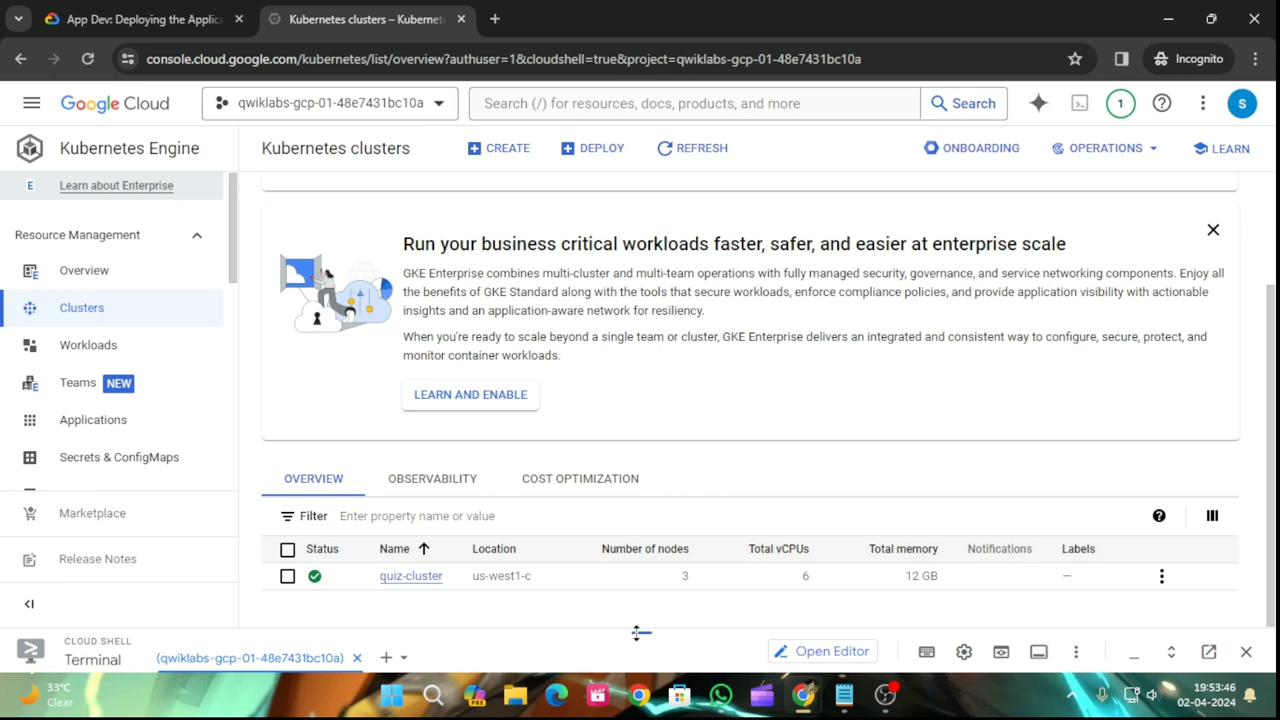 App Dev: Deploying the Applica
Kubernetes clusters – Kubernet
console.cloud.google.com/kubernetes/list/overview?authuser=1&cloudshell=true&project=qwiklabs-gcp-01-48e7431bc10a
Incognito
Google Cloud
qwiklabs-gcp-01-48e7431bc10a
Search (/) for resources, docs, products, and more
Search
1
S
Kubernetes Engine
Kubernetes clusters
CREATE
DEPLOY
REFRESH
ONBOARDING
OPERATIONS
LEARN
E
Learn about Enterprise
Resource Management
Overview
Clusters
Workloads
Teams NEW
Applications
Secrets & ConfigMaps
Marketplace
Release Notes
Run your business critical workloads faster, safer, and easier at enterprise scale
GKE Enterprise combines multi-cluster and multi-team operations with fully managed security, governance, and service networking components. Enjoy all
the benefits of GKE Standard along with the tools that secure workloads, enforce compliance policies, and provide application visibility with actionable
insights and an application-aware network for resiliency.
When you're ready to scale beyond a single team or cluster, GKE Enterprise delivers an integrated and consistent way to configure, secure, protect, and
monitor container workloads.
LEARN AND ENABLE
OVERVIEW
OBSERVABILITY
COST OPTIMIZATION
Filter Enter property name or value
Status Name Location Number of nodes Total vCPUs Total memory Notifications Labels
quiz-cluster us-west1-c 3 6 12 GB –
CLOUD SHELL
Terminal
(qwiklabs-gcp-01-48e7431bc10a)
Open Editor
33°C
Clear
PRE
19:53:46
02-04-2024